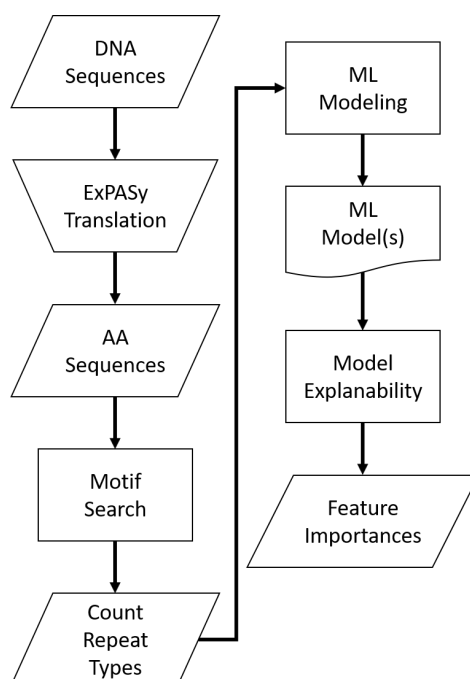 DNA
Sequences
ExPASy
Translation
AA
Sequences
Motif
Search
Count
Repeat
Types
ML
Modeling
ML
Model(s)
Model
Explanability
Feature
Importances